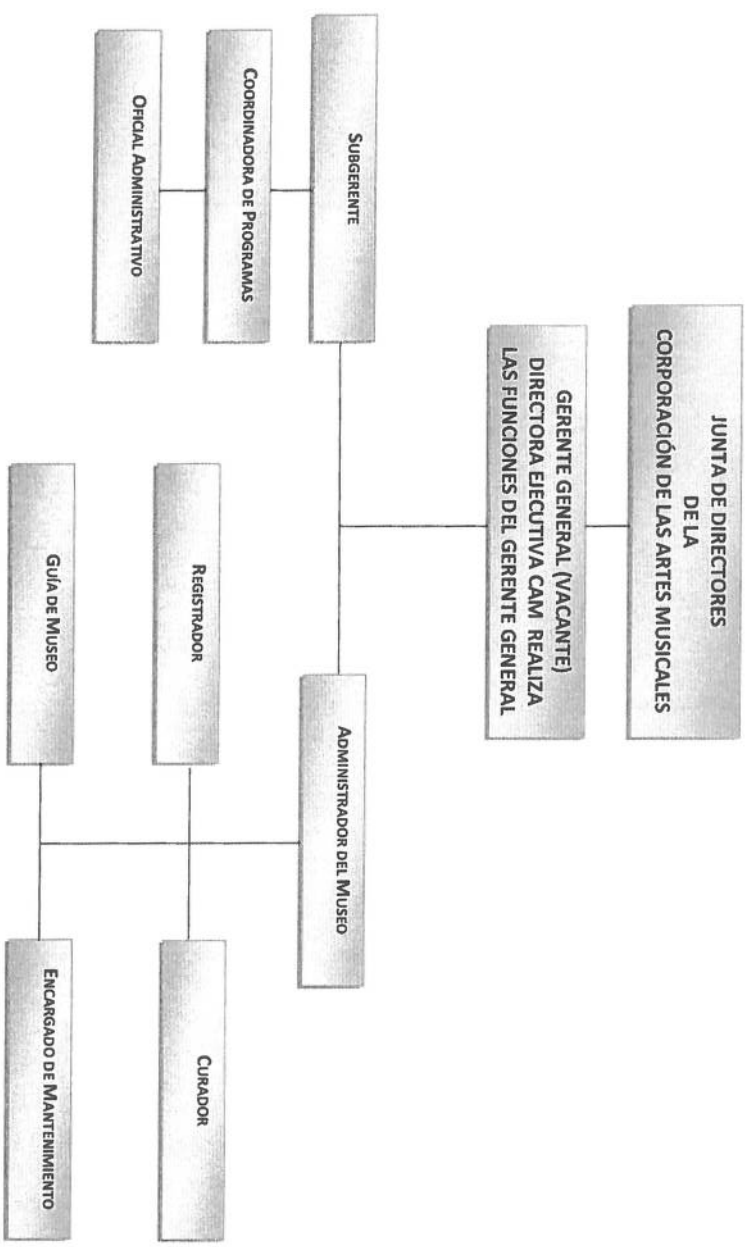 JUNTA DE DIRECTORES
DE LA
CORPORACIÓN DE LAS ARTES MUSICALES
GERENTE GENERAL (VACANTE)
DIRECTORA EJECUTIVA CAM REALIZA
LAS FUNCIONES DEL GERENTE GENERAL
SUBGERENTE
ADMINISTRADOR DEL MUSEO
COORDINADORA DE PROGRAMAS
OFICIAL ADMINISTRATIVO
REGISTRADOR
CURADOR
GUÍA DE MUSEO
ENCARGADO DE MANTENIMIENTO